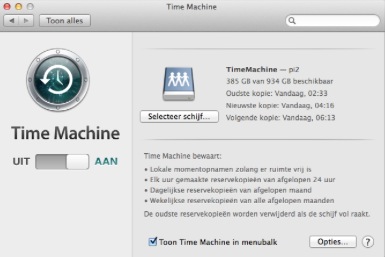 Time Machine
Toon alles
Time Machine
UIT AAN
Selecteer schijf...
TimeMachine — pi2
385 GB van 934 GB beschikbaar
Oudste kopie: Vandaag, 02:33
Nieuwste kopie: Vandaag, 04:16
Volgende kopie: Vandaag, 06:13
Time Machine bewaart:
• Lokale momentopnamen zolang er ruimte vrij is
• Elk uur gemaakte reservekopieën van afgelopen 24 uur
• Dagelijkse reservekopieën van afgelopen maand
• Wekelijkse reservekopieën van alle afgelopen maanden
De oudste reservekopieën worden verwijderd als de schijf vol raakt.
Toon Time Machine in menubalk
Opties...
?